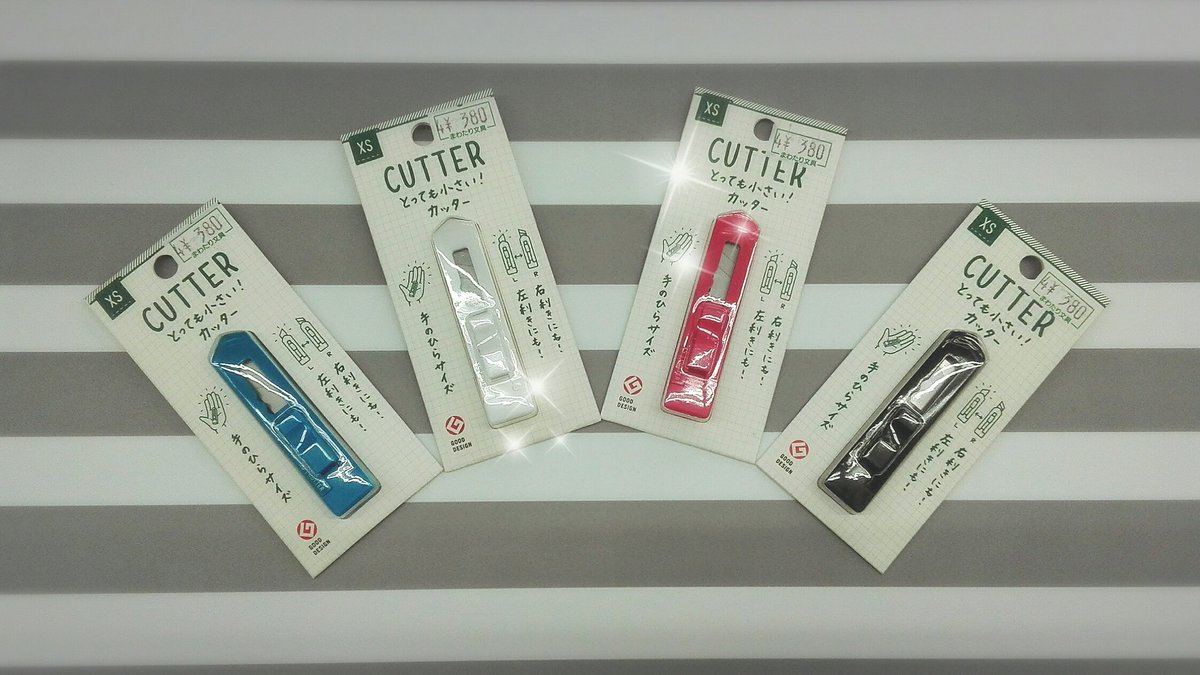 XS
4¥ 380
まわたり文具
CUTTER
とっても小さい!
カッター
L
R
右利きにも!
左利きにも!
手のひらサイズ
GOOD
DESIGN
XS
4¥ 380
まわたり文具
CUTTER
とっても小さい!
カッター
L
R
右利きにも!
左利きにも!
手のひらサイズ
GOOD
DESIGN
XS
4¥ 380
まわたり文具
CUTTER
とっても小さい!
カッター
L
R
右利きにも!
左利きにも!
手のひらサイズ
GOOD
DESIGN
XS
4¥ 380
まわたり文具
CUTTER
とっても小さい!
カッター
L
R
右利きにも!
左利きにも!
手のひらサイズ
GOOD
DESIGN